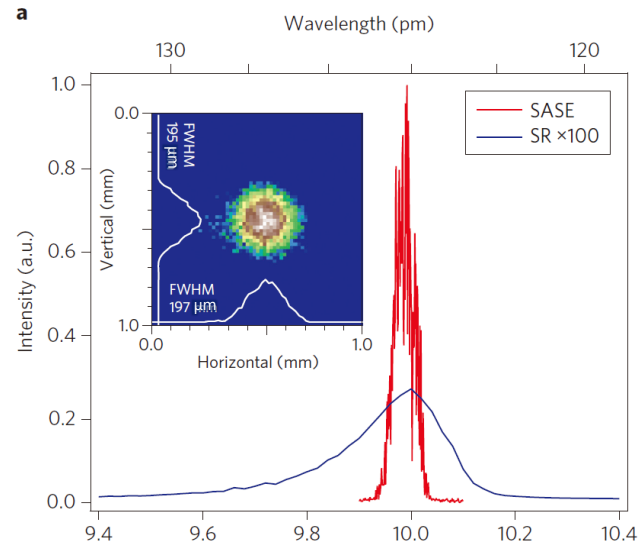 a
Wavelength (pm)
130
120
1.0
0.8
0.6
0.4
0.2
0.0
Intensity (a.u.)
SASE
SR ×100
0.0
1.0
Vertical (mm)
FWHM
195 µm
FWHM
197 µm
0.0
1.0
Horizontal (mm)
9.4
9.6
9.8
10.0
10.2
10.4